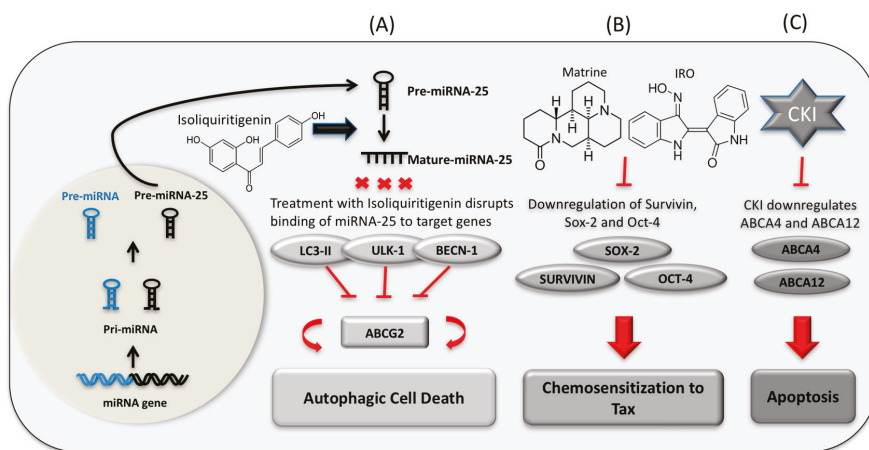 (A)
(B)
(C)
Pre-miRNA
Pre-miRNA-25
Pri-miRNA
miRNA gene
Isoliquiritigenin
HO
OH
OH
O
Pre-miRNA-25
Mature-miRNA-25
Treatment with Isoliquiritigenin disrupts
binding of miRNA-25 to target genes
LC3-II
ULK-1
BECN-1
ABCG2
Autophagic Cell Death
Matrine
H
N
H
H
N
H
O
IRO
HO
N
N
H
O
NH
Downregulation of Survivin,
Sox-2 and Oct-4
SOX-2
SURVIVIN
OCT-4
Chemosensitization to
Tax
CKI
CKI downregulates
ABCA4 and ABCA12
ABCA4
ABCA12
Apoptosis